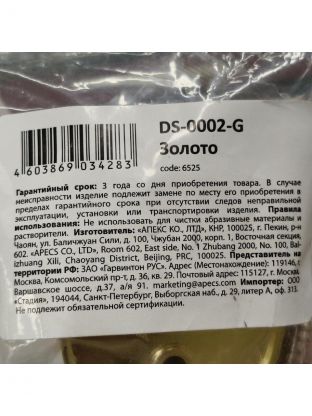 DS-0002-G
Золото
code: 6525
4 603869 034283
Гарантийный срок: 3 года со дня приобретения товара. В случае
неисправности изделие подлежит замене по месту его приобретения в
пределах гарантийного срока при отсутствии следов неправильной
эксплуатации, установки или транспортировки изделия. Правила
использования: Не использовать для чистки абразивные материалы и
растворители. Изготовитель: «АПЕКС КО., ЛТД», КНР, 100025, г. Пекин, р-н
Чаоян, ул. Баличжуан Сили, д. 100, Чжубан 2000, корп. 1, Восточная секция,
602. «APECS CO., LTD», Room 602, East side, No. 1 Zhubang 2000, No. 100, Bal-
izhuang Xili, Chaoyang District, Beijing, PRC, 100025. Представитель на
территории РФ: ЗАО «Гарвинтон РУС». Адрес (Местонахождение): 119146, г.
Москва, Комсомольский пр-т, д. 36, к. 29. Почтовый адрес: 115127, г. Москва,
Варшавское шоссе, д.37, а/я 91. marketing@apecs.com Импортер: ООО
«Стадия», 194044, Санкт-Петербург, Выборгская наб., д. 29, литер А, оф. 313.
Не подлежит обязательной сертификации.